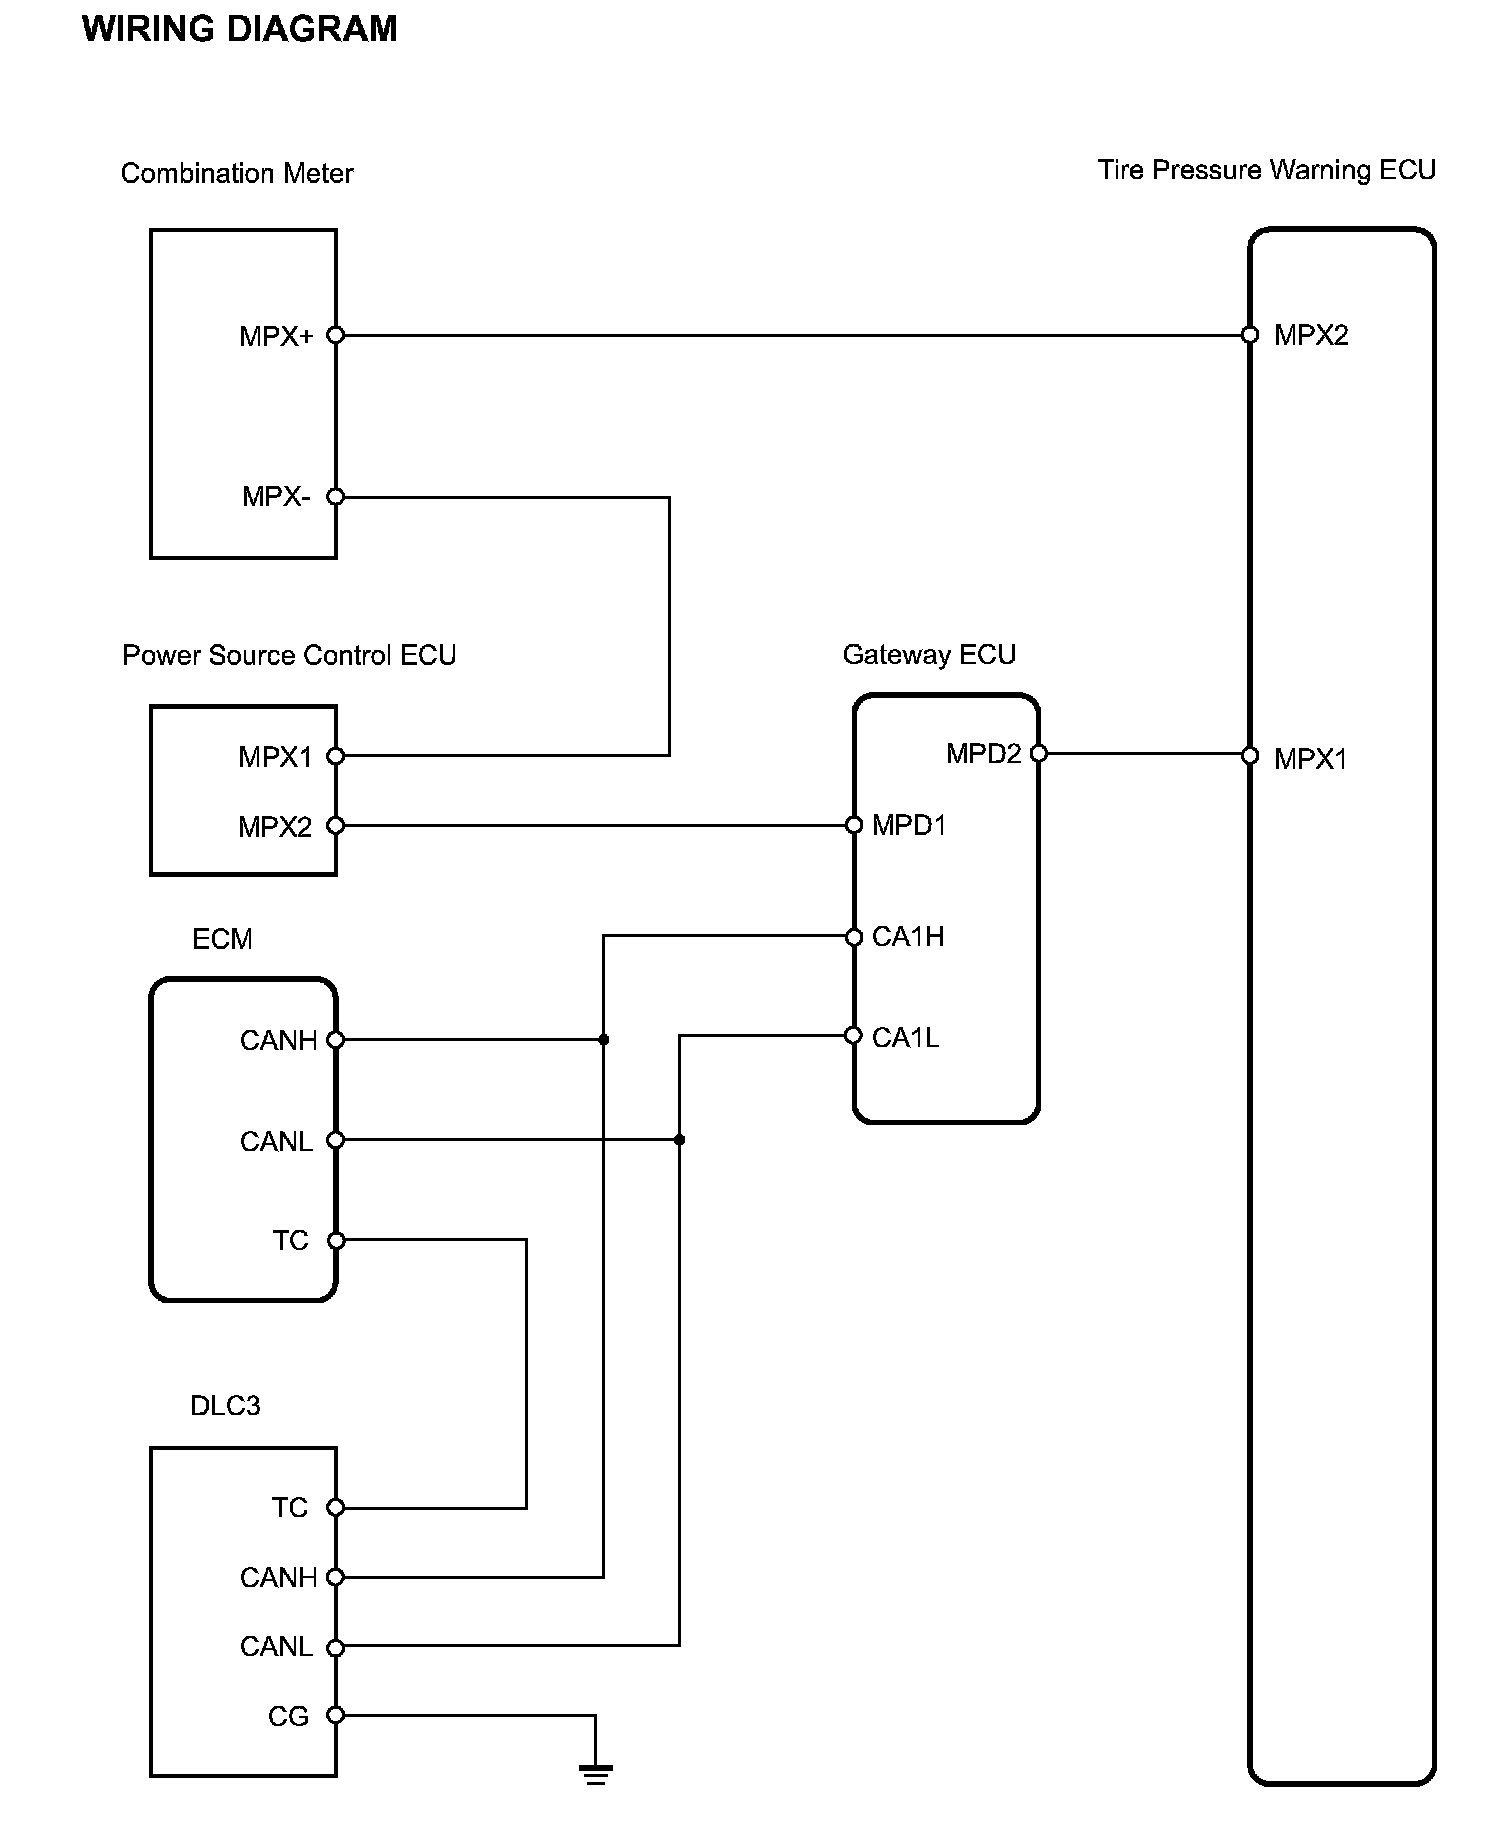 WIRING DIAGRAM
Combination Meter
Tire Pressure Warning ECU
MPX+
MPX2
MPX-
Power Source Control ECU
Gateway ECU
MPX1
MPD2
MPX1
MPX2
MPD1
ECM
CA1H
CANH
CA1L
CANL
TC
DLC3
TC
CANH
CANL
CG